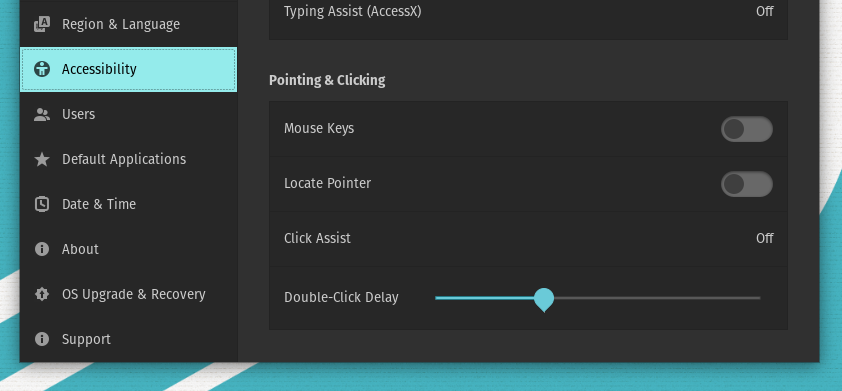 Region & Language
Accessibility
Users
Default Applications
Date & Time
About
OS Upgrade & Recovery
Support
Typing Assist (AccessX) Off
Pointing & Clicking
Mouse Keys
Locate Pointer
Click Assist Off
Double-Click Delay